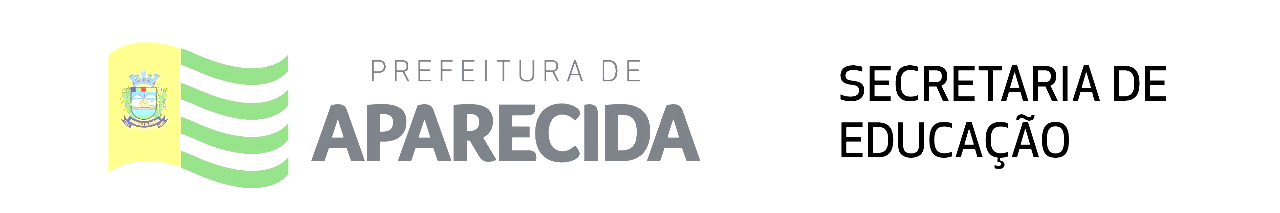 PREFEITURA DE
APARECIDA
SECRETARIA DE
EDUCAÇÃO